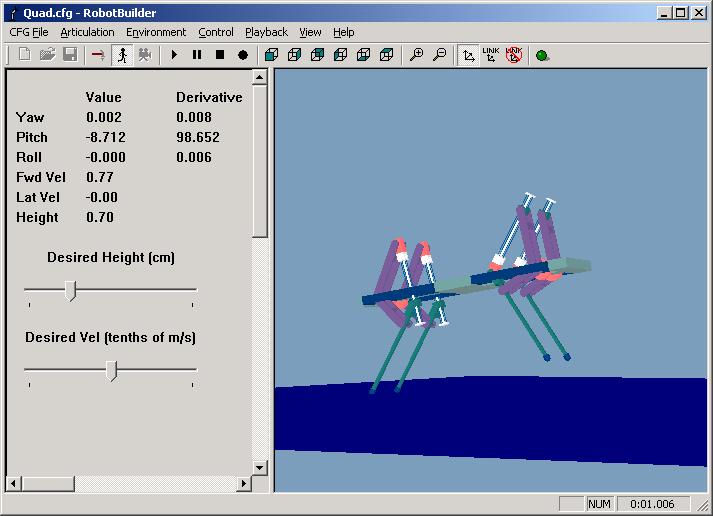 Quad.cfg - RobotBuilder
CFG File Articulation Environment Control Playback View Help
LINK LINK
Value Derivative
Yaw 0.002 0.008
Pitch -8.712 98.652
Roll -0.000 0.006
Fwd Vel 0.77
Lat Vel -0.00
Height 0.70
Desired Height (cm)
Desired Vel (tenths of m/s)
NUM 0:01.006